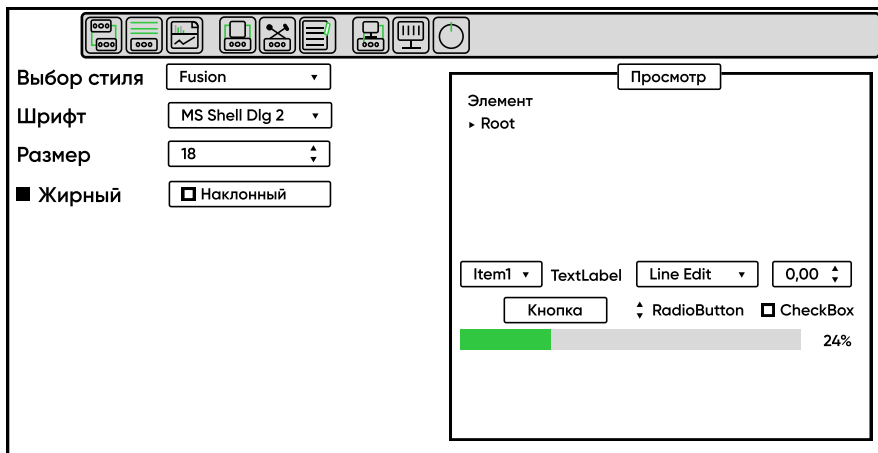 Выбор стиля
Fusion
Шрифт
MS Shell Dlg 2
Размер
18
Жирный
Наклонный
Просмотр
Элемент
Root
Item1
TextLabel
Line Edit
0,00
Кнопка
RadioButton
CheckBox
24%